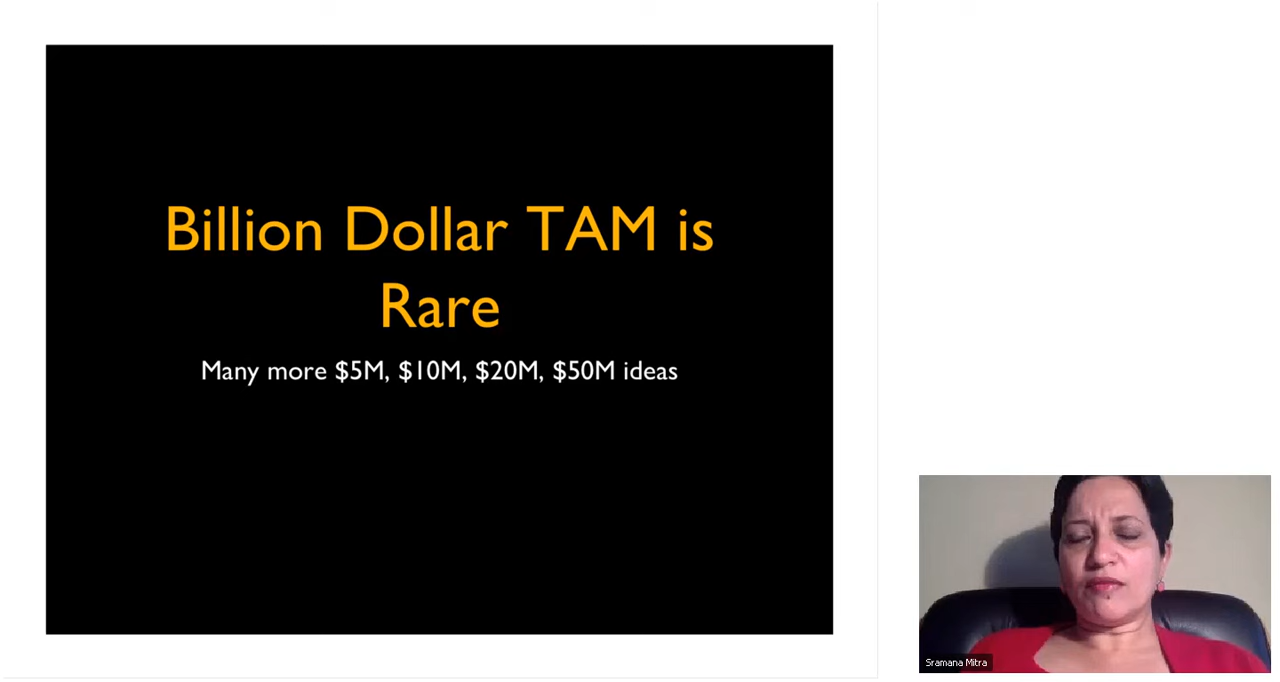 Billion Dollar TAM is
Rare
Many more $5M, $10M, $20M, $50M ideas
Sramana Mitra